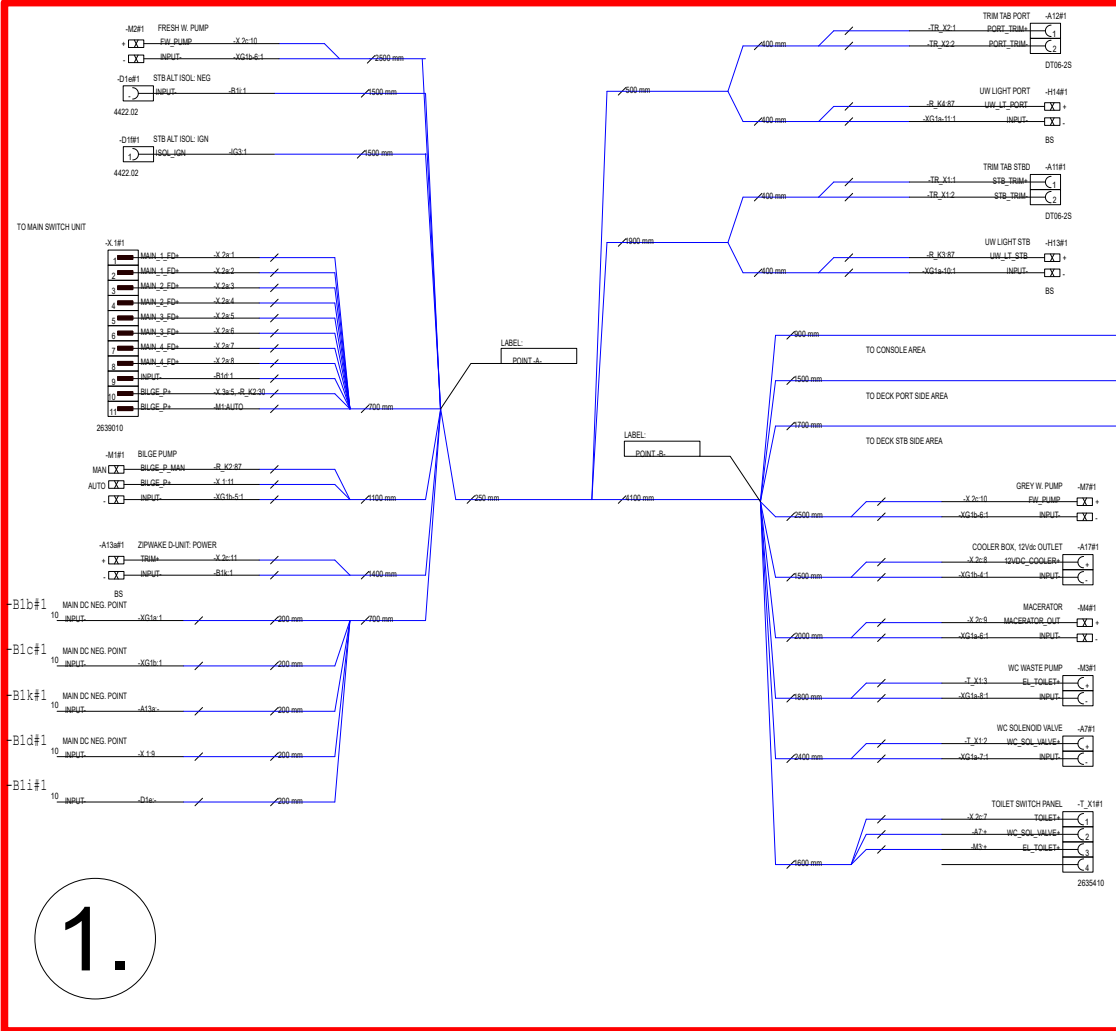 -M2#1 FRESH W. PUMP
+ X FW_PUMP -X.2c:10
- X INPUT- -XG1b-6:1 2500 mm
-D1e#1 STB ALT ISOL: NEG
- INPUT- -B1i:1 1500 mm
4422.02
-D1f#1 STB ALT ISOL: IGN
1 ISOL_IGN -IG3:1 1500 mm
4422.02
TO MAIN SWITCH UNIT
-X.1#1
1 MAIN_1_FD+ -X.2a:1
2 MAIN_1_FD+ -X.2a:2
3 MAIN_2_FD+ -X.2a:3
4 MAIN_2_FD+ -X.2a:4
5 MAIN_3_FD+ -X.2a:5
6 MAIN_3_FD+ -X.2a:6
7 MAIN_4_FD+ -X.2a:7
8 MAIN_4_FD+ -X.2a:8
9 INPUT- -B1d:1
10 BILGE_P+ -X.3a:5, -R_K2:30
11 BILGE_P+ -M1:AUTO 700 mm
2639010
-M1#1 BILGE PUMP
MAN X BILGE_P_MAN -R_K2:87
AUTO X BILGE_P+ -X.1:11
- X INPUT- -XG1b-5:1 1100 mm
-A13a#1 ZIPWAKE D-UNIT: POWER
+ X TRIM+ -X.2c:11
- X INPUT- -B1k:1 1400 mm
BS
-B1b#1 MAIN DC NEG. POINT
10 INPUT- -XG1a:1 200 mm 700 mm
-B1c#1 MAIN DC NEG. POINT
10 INPUT- -XG1b:1 200 mm
-B1k#1 MAIN DC NEG. POINT
10 INPUT- -A13a:- 200 mm
-B1d#1 MAIN DC NEG. POINT
10 INPUT- -X.1:9 200 mm
-B1i#1
10 INPUT- -D1e:- 200 mm
1.
LABEL:
POINT -A-
250 mm
4100 mm
LABEL:
POINT -B-
TRIM TAB PORT -A12#1
-TR_X2:1 PORT_TRIM+ 1
400 mm -TR_X2:2 PORT_TRIM- 2
DT06-2S
500 mm
UW LIGHT PORT -H14#1
-R_K4:87 UW_LT_PORT X +
400 mm -XG1a-11:1 INPUT- X -
BS
TRIM TAB STBD -A11#1
-TR_X1:1 STB_TRIM+ 1
400 mm -TR_X1:2 STB_TRIM- 2
DT06-2S
1900 mm
UW LIGHT STB -H13#1
-R_K3:87 UW_LT_STB X +
400 mm -XG1a-10:1 INPUT- X -
BS
900 mm
TO CONSOLE AREA
1500 mm
TO DECK PORT SIDE AREA
1700 mm
TO DECK STB SIDE AREA
GREY W. PUMP -M7#1
-X.2c:10 FW_PUMP X +
2500 mm -XG1b-6:1 INPUT- X -
COOLER BOX, 12Vdc OUTLET -A17#1
-X.2c:8 12VDC_COOLER+ +
1500 mm -XG1b-4:1 INPUT- -
MACERATOR -M4#1
-X.2c:9 MACERATOR_OUT X +
2000 mm -XG1a-6:1 INPUT- X -
WC WASTE PUMP -M3#1
-T_X1:3 EL_TOILET+ +
1800 mm -XG1a-8:1 INPUT- -
WC SOLENOID VALVE -A7#1
-T_X1:2 WC_SOL_VALVE+ +
2400 mm -XG1a-7:1 INPUT- -
TOILET SWITCH PANEL -T_X1#1
-X.2c:7 TOILET+ 1
-A7:+ WC_SOL_VALVE+ 2
-M3:+ EL_TOILET+ 3
1600 mm 4
2635410